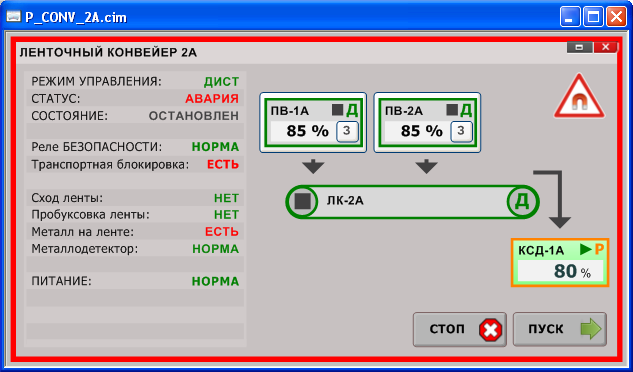 P_CONV_2A.cim
ЛЕНТОЧНЫЙ КОНВЕЙЕР 2А
РЕЖИМ УПРАВЛЕНИЯ: ДИСТ
СТАТУС: АВАРИЯ
СОСТОЯНИЕ: ОСТАНОВЛЕН
Реле БЕЗОПАСНОСТИ: НОРМА
Транспортная блокировка: ЕСТЬ
Сход ленты: НЕТ
Пробуксовка ленты: НЕТ
Металл на ленте: ЕСТЬ
Металлодетектор: НОРМА
ПИТАНИЕ: НОРМА
ПВ-1А Д
85 % 3
ПВ-2А Д
85 % 3
ЛК-2А Д
КСД-1А Р
80 %
СТОП
ПУСК